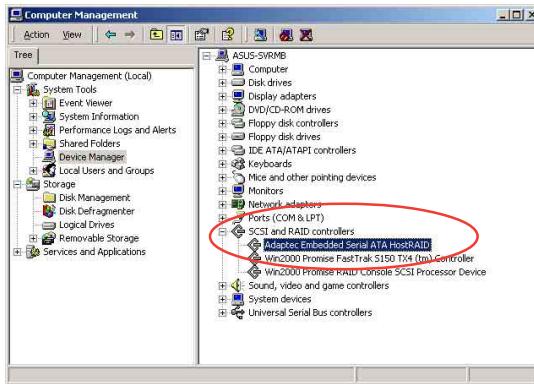 Computer Management
Action View
Tree
Computer Management (Local)
System Tools
Event Viewer
System Information
Performance Logs and Alerts
Shared Folders
Device Manager
Local Users and Groups
Storage
Disk Management
Disk Defragmenter
Logical Drives
Removable Storage
Services and Applications
ASUS-SVRMB
Computer
Disk drives
Display adapters
DVD/CD-ROM drives
Floppy disk controllers
Floppy disk drives
IDE ATA/ATAPI controllers
Keyboards
Mice and other pointing devices
Monitors
Network adapters
Ports (COM & LPT)
SCSI and RAID controllers
Adaptec Embedded Serial ATA HostRAID
Win2000 Promise FastTrak S150 TX4 (tm) Controller
Win2000 Promise RAID Console SCSI Processor Device
Sound, video and game controllers
System devices
Universal Serial Bus controllers